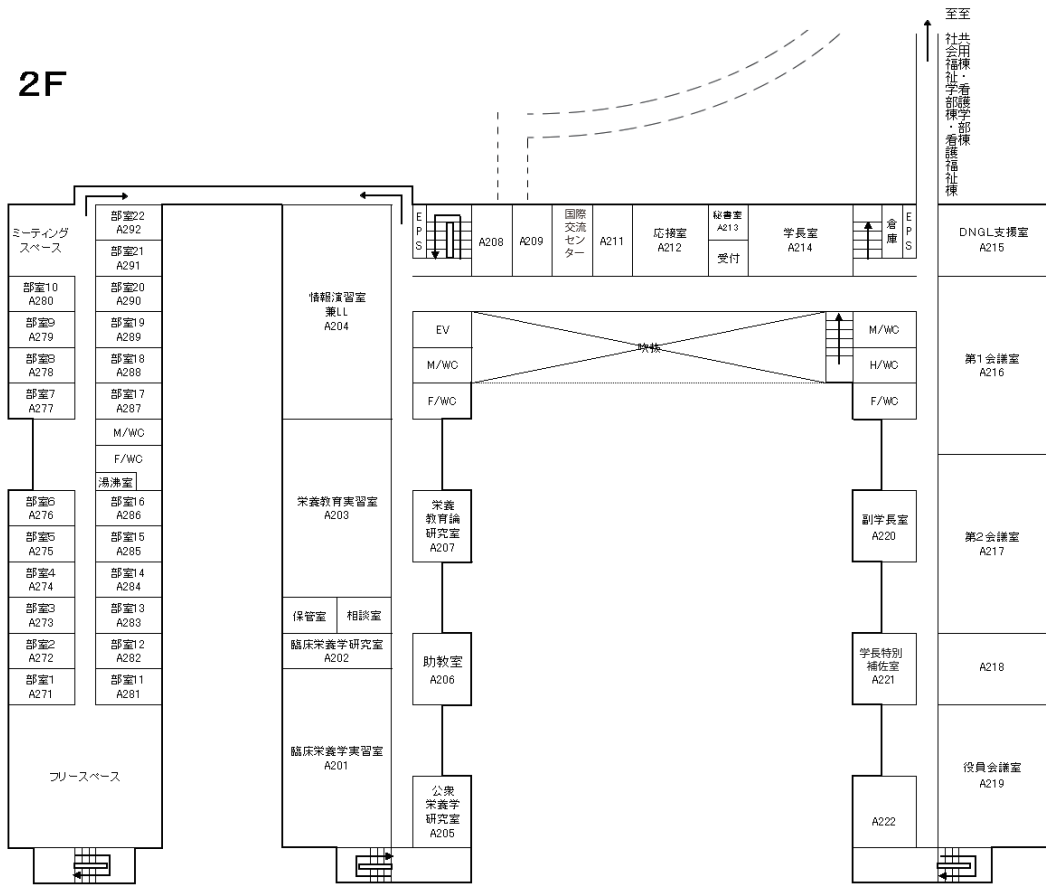 2F
至 社会福祉学部棟・看護福祉棟
至 共用棟・看護学部棟
ミーティング
スペース
部室10
A280
部室9
A279
部室8
A278
部室7
A277
部室6
A276
部室5
A275
部室4
A274
部室3
A273
部室2
A272
部室1
A271
フリースペース
部室22
A292
部室21
A291
部室20
A290
部室19
A289
部室18
A288
部室17
A287
M/WC
F/WC
湯沸室
部室16
A286
部室15
A285
部室14
A284
部室13
A283
部室12
A282
部室11
A281
情報演習室
兼LL
A204
栄養教育実習室
A203
保管室
相談室
臨床栄養学研究室
A202
臨床栄養学実習室
A201
EPS
A208
A209
国際
交流
センター
A211
応接室
A212
秘書室
A213
受付
学長室
A214
倉庫
EPS
EV
M/WC
F/WC
吹抜
M/WC
H/WC
F/WC
栄養
教育論
研究室
A207
助教室
A206
公衆
栄養学
研究室
A205
副学長室
A220
学長特別
補佐室
A221
A222
DNGL支援室
A215
第1会議室
A216
第2会議室
A217
A218
役員会議室
A219